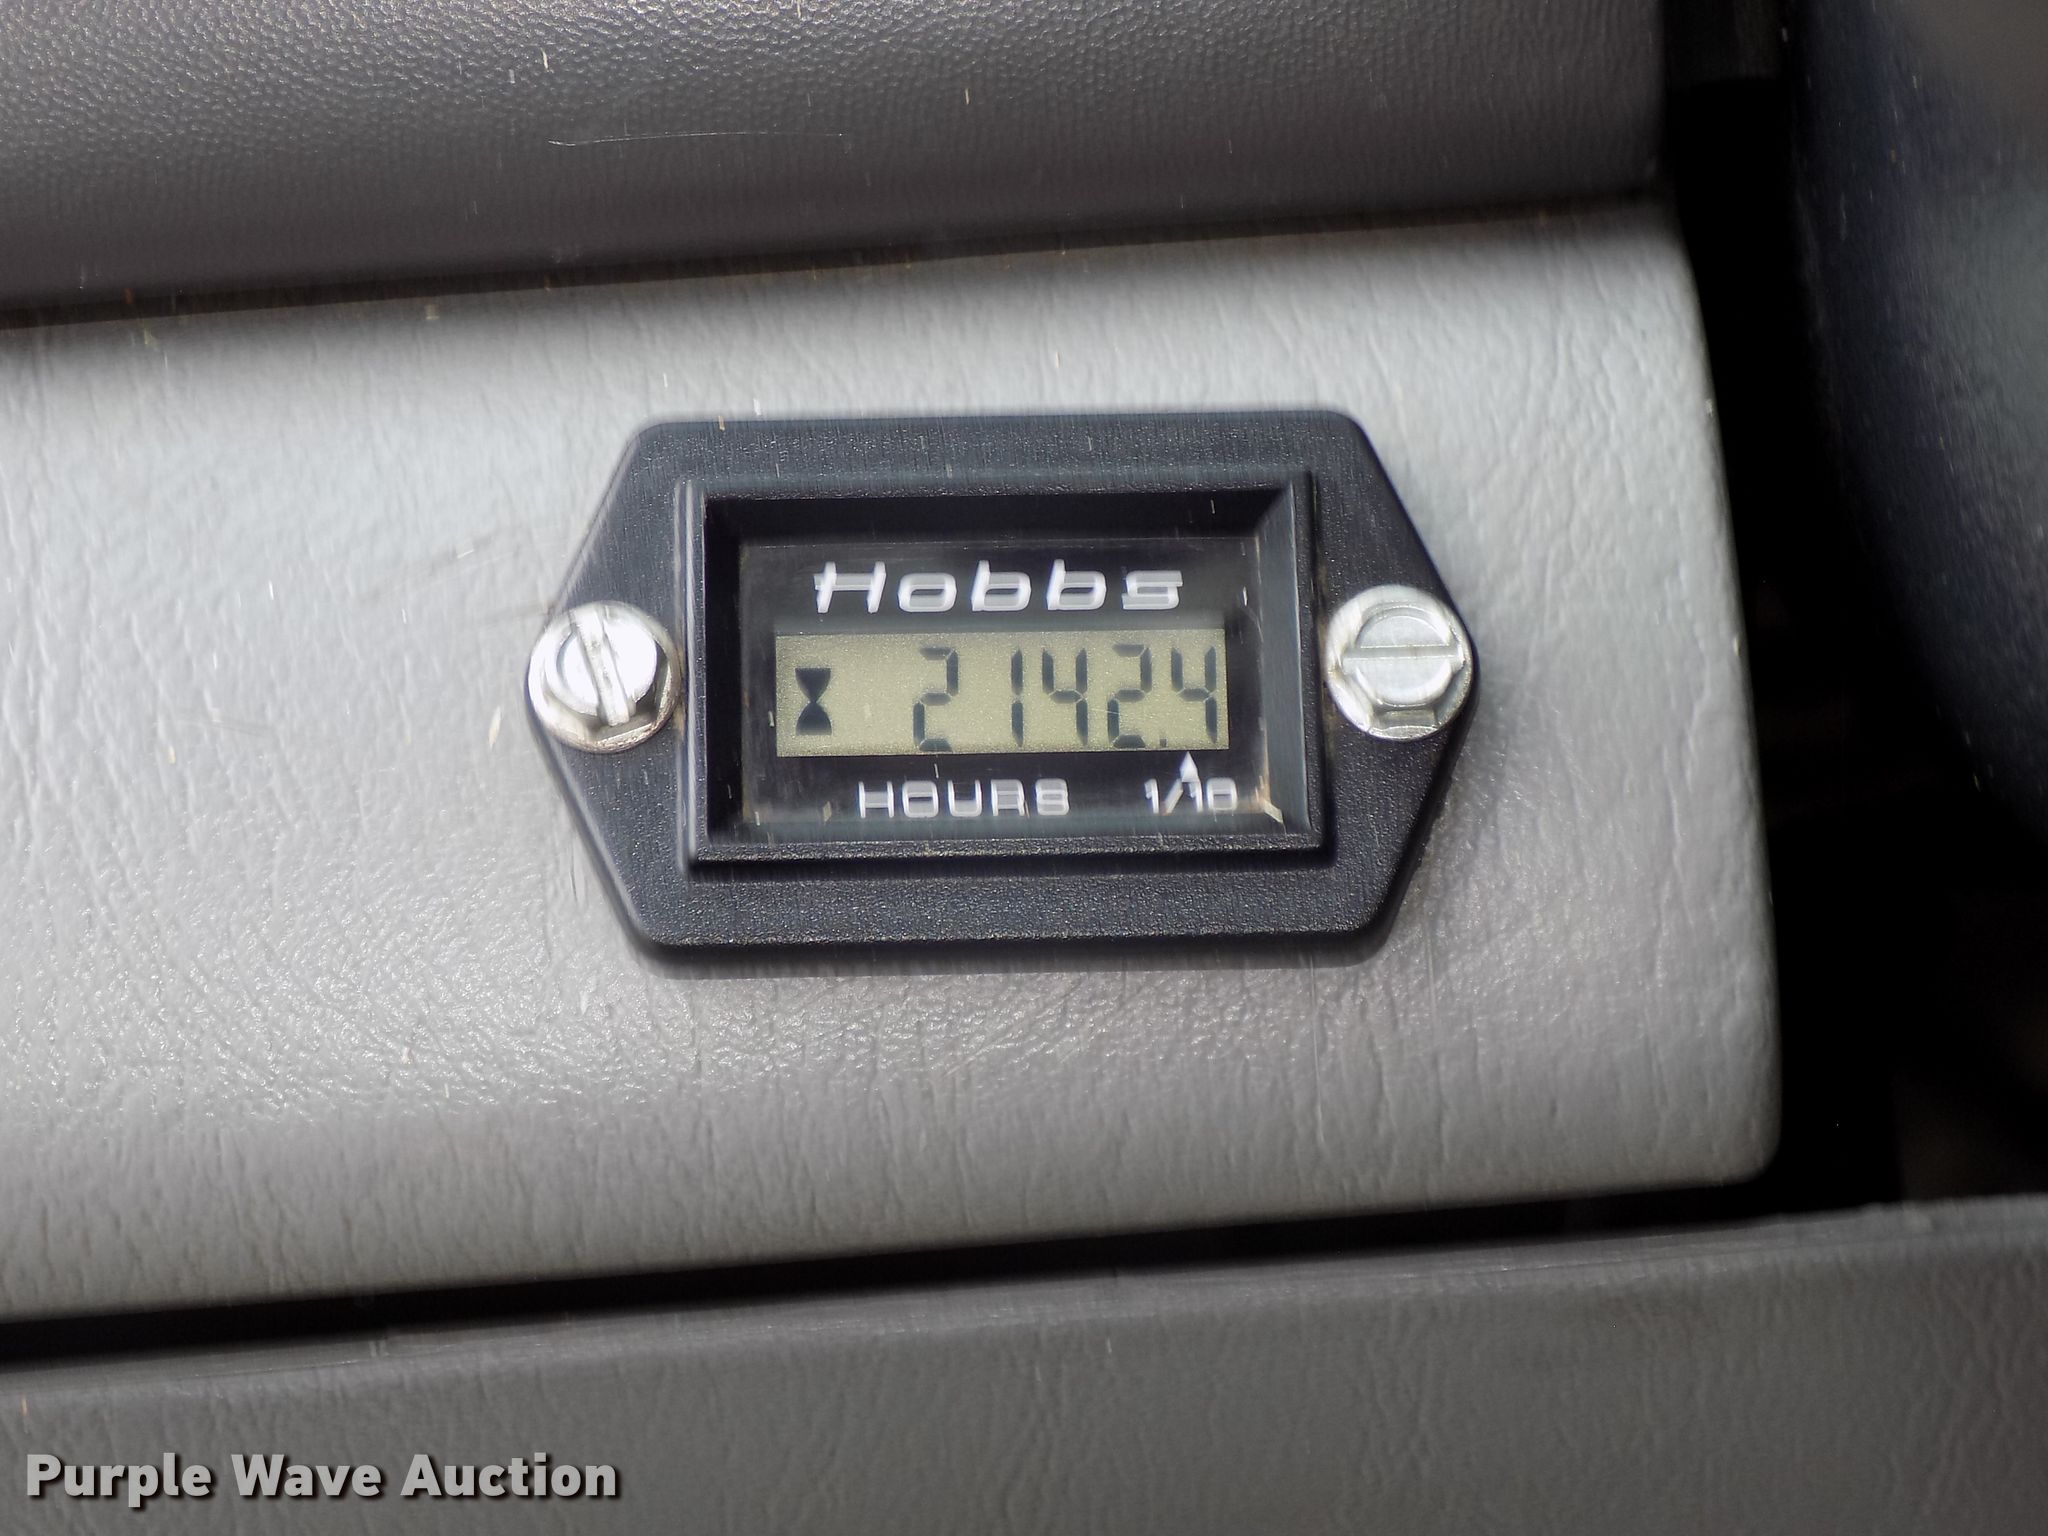 Hobbs
2142.4
HOURS 1/10
Purple Wave Auction